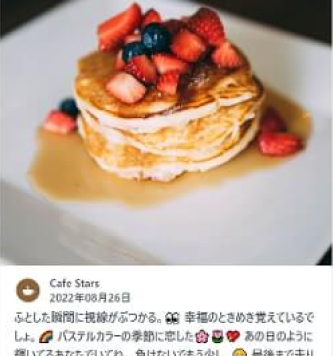 Cafe Stars
2022年08月26日
ふとした瞬間に視線がぶつかる。👀 幸福のときめき覚えているで
しょ。🌈 パステルカラーの季節に恋した🌸🌷💖 あの日のように
輝いてるあなたでいてね。負けないでもう少し。😊 最後まで走り